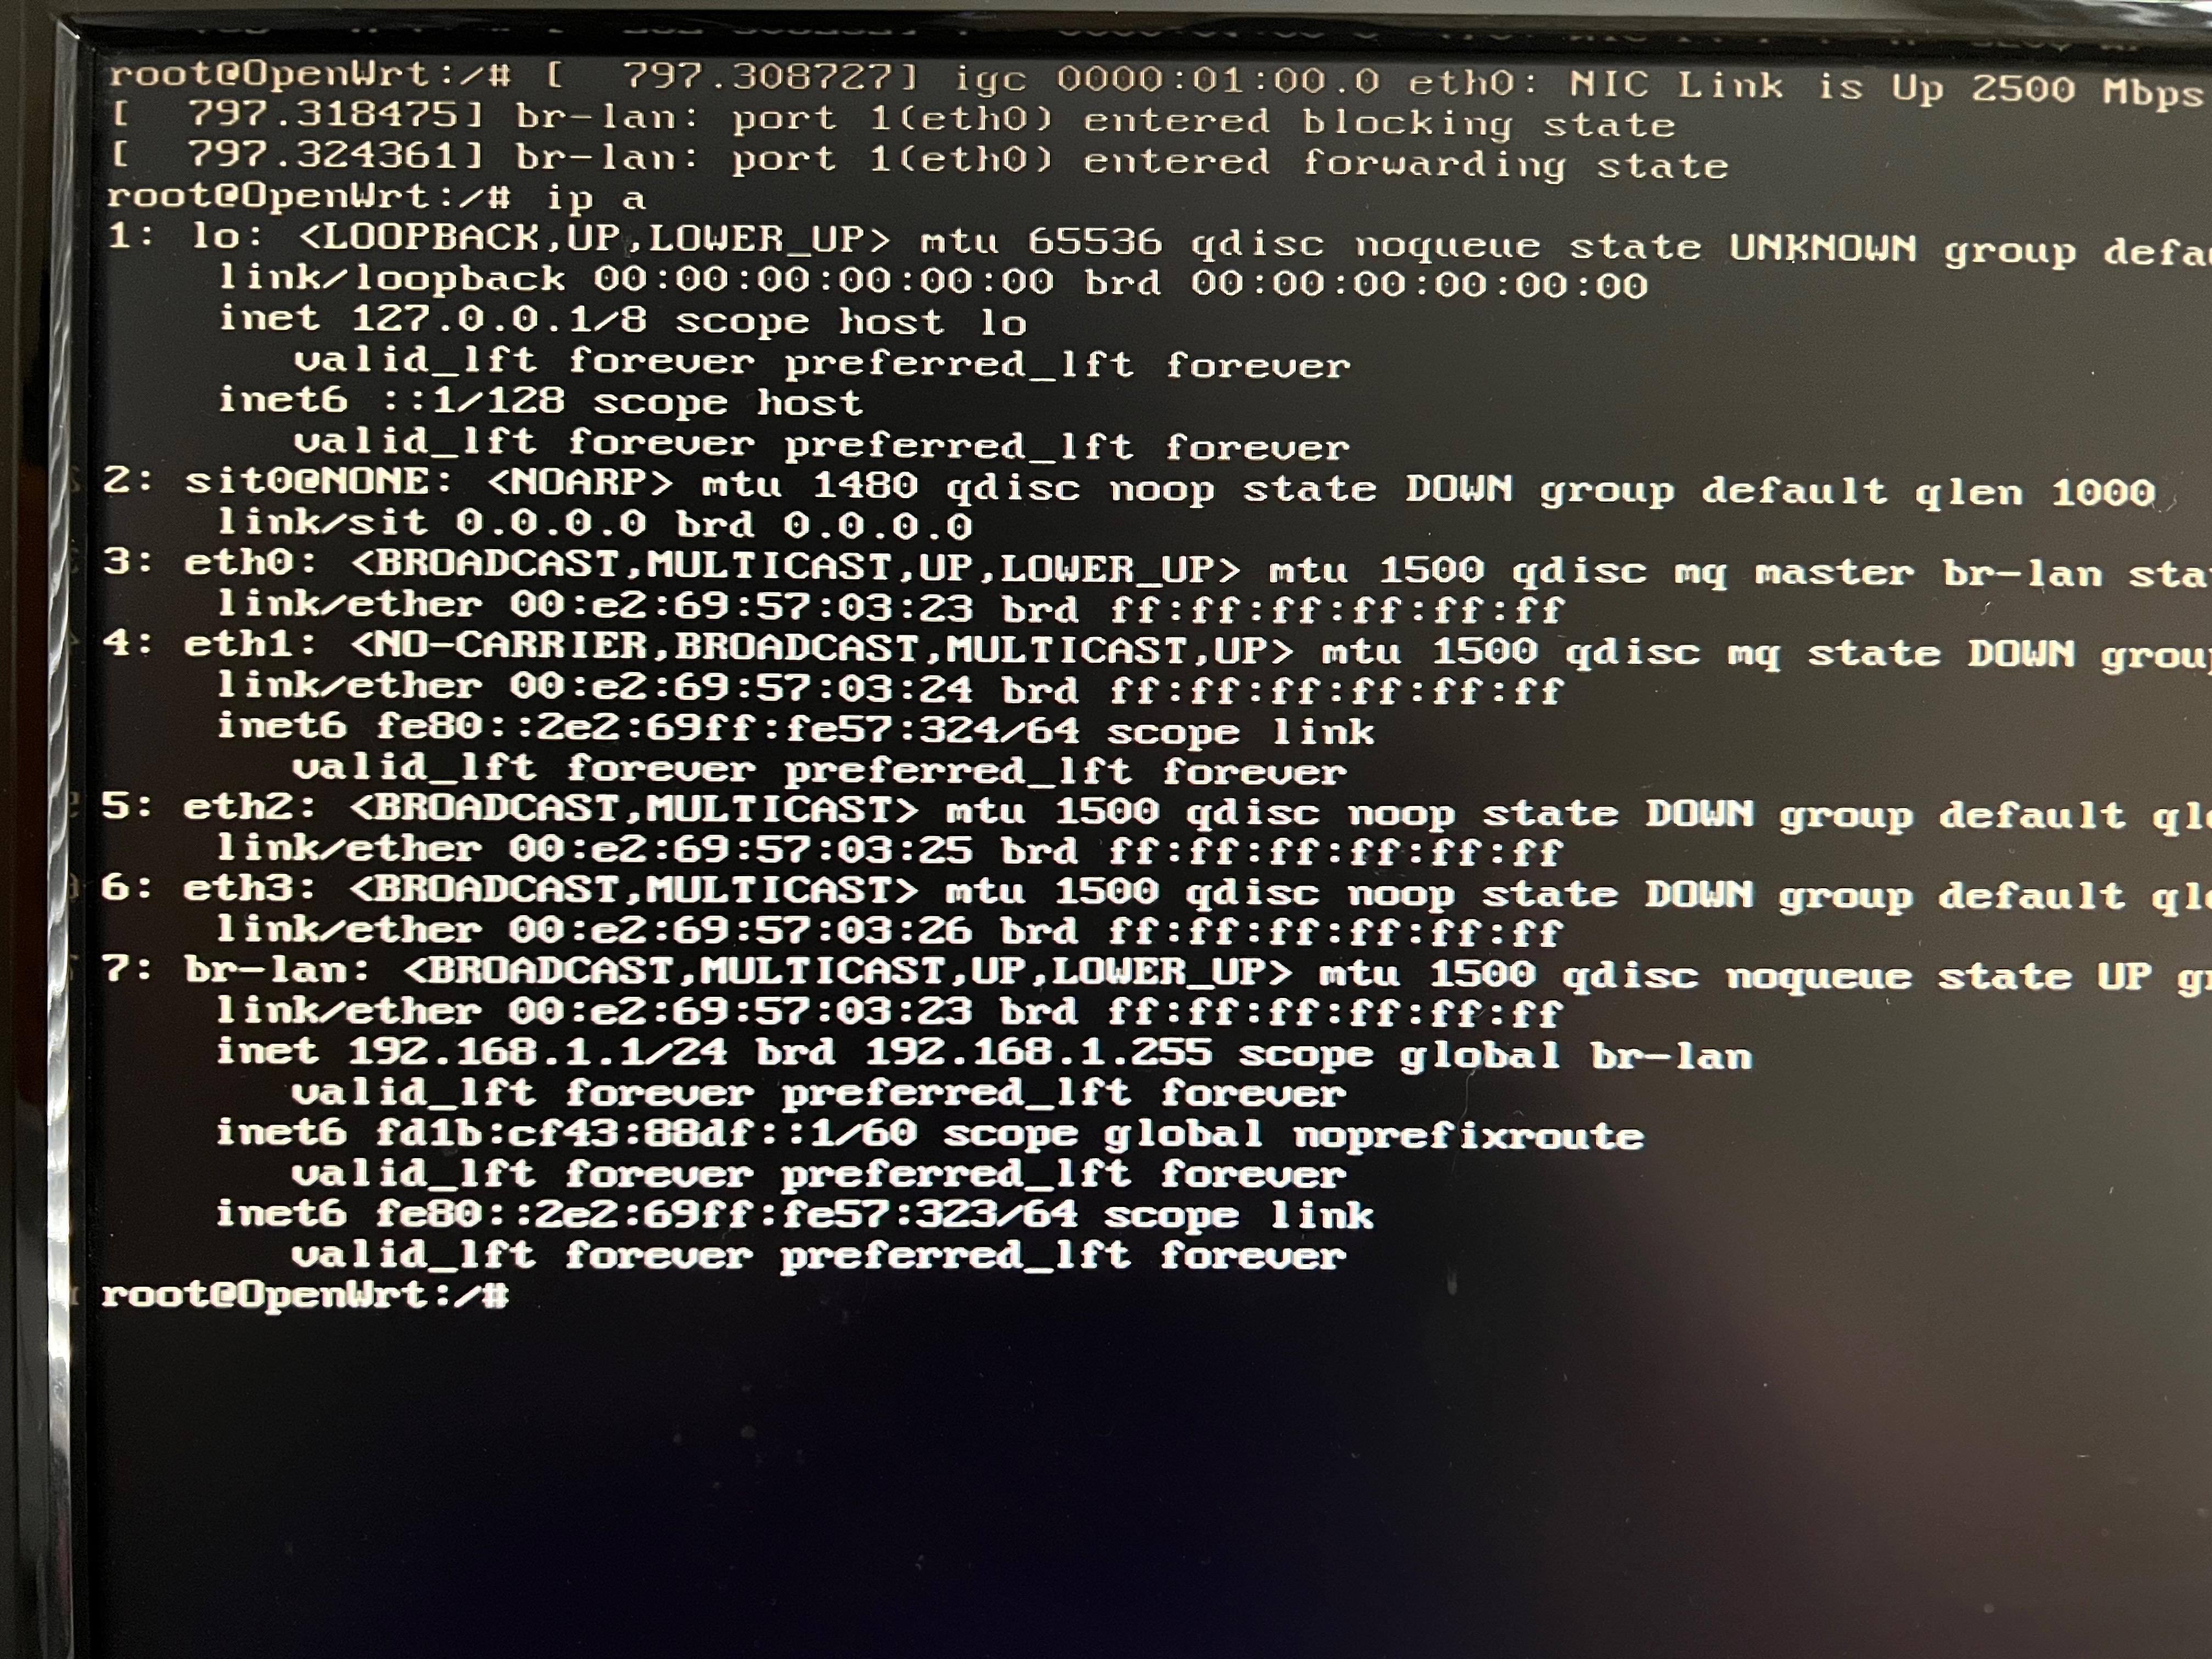 root@OpenWrt:/# [  797.308727] igc 0000:01:00.0 eth0: NIC Link is Up 2500 Mbps
[  797.318475] br-lan: port 1(eth0) entered blocking state
[  797.324361] br-lan: port 1(eth0) entered forwarding state
root@OpenWrt:/# ip a
1: lo: <LOOPBACK,UP,LOWER_UP> mtu 65536 qdisc noqueue state UNKNOWN group defau
link/loopback 00:00:00:00:00:00 brd 00:00:00:00:00:00
inet 127.0.0.1/8 scope host lo
valid_lft forever preferred_lft forever
inet6 ::1/128 scope host
valid_lft forever preferred_lft forever
2: sit0@NONE: <NOARP> mtu 1480 qdisc noop state DOWN group default qlen 1000
link/sit 0.0.0.0 brd 0.0.0.0
3: eth0: <BROADCAST,MULTICAST,UP,LOWER_UP> mtu 1500 qdisc mq master br-lan sta
link/ether 00:e2:69:57:03:23 brd ff:ff:ff:ff:ff:ff
4: eth1: <NO-CARRIER,BROADCAST,MULTICAST,UP> mtu 1500 qdisc mq state DOWN group
link/ether 00:e2:69:57:03:24 brd ff:ff:ff:ff:ff:ff
inet6 fe80::2e2:69ff:fe57:324/64 scope link
valid_lft forever preferred_lft forever
5: eth2: <BROADCAST,MULTICAST> mtu 1500 qdisc noop state DOWN group default qle
link/ether 00:e2:69:57:03:25 brd ff:ff:ff:ff:ff:ff
6: eth3: <BROADCAST,MULTICAST> mtu 1500 qdisc noop state DOWN group default qle
link/ether 00:e2:69:57:03:26 brd ff:ff:ff:ff:ff:ff
7: br-lan: <BROADCAST,MULTICAST,UP,LOWER_UP> mtu 1500 qdisc noqueue state UP gr
link/ether 00:e2:69:57:03:23 brd ff:ff:ff:ff:ff:ff
inet 192.168.1.1/24 brd 192.168.1.255 scope global br-lan
valid_lft forever preferred_lft forever
inet6 fd1b:cf43:88df::1/60 scope global noprefixroute
valid_lft forever preferred_lft forever
inet6 fe80::2e2:69ff:fe57:323/64 scope link
valid_lft forever preferred_lft forever
root@OpenWrt:/#